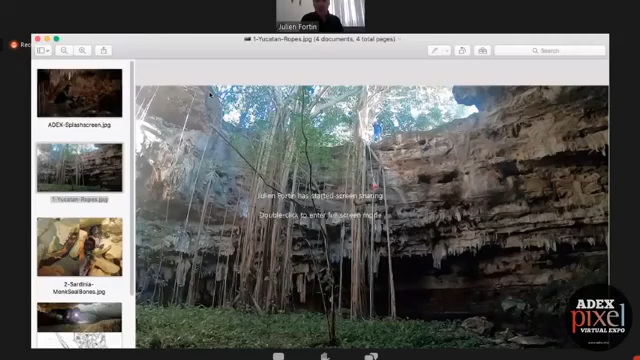 Julien Fortin
1-Yucatan-Ropes.jpg (4 documents, 4 total pages)
Rec
Search
ADEX-Splashscreen.jpg
1-Yucatan-Ropes.jpg
2-Sardinia-
MonkSealBones.jpg
Julien Fortin has started screen sharing
Double-click to enter full screen mode
ADEX
pixel
VIRTUAL EXPO